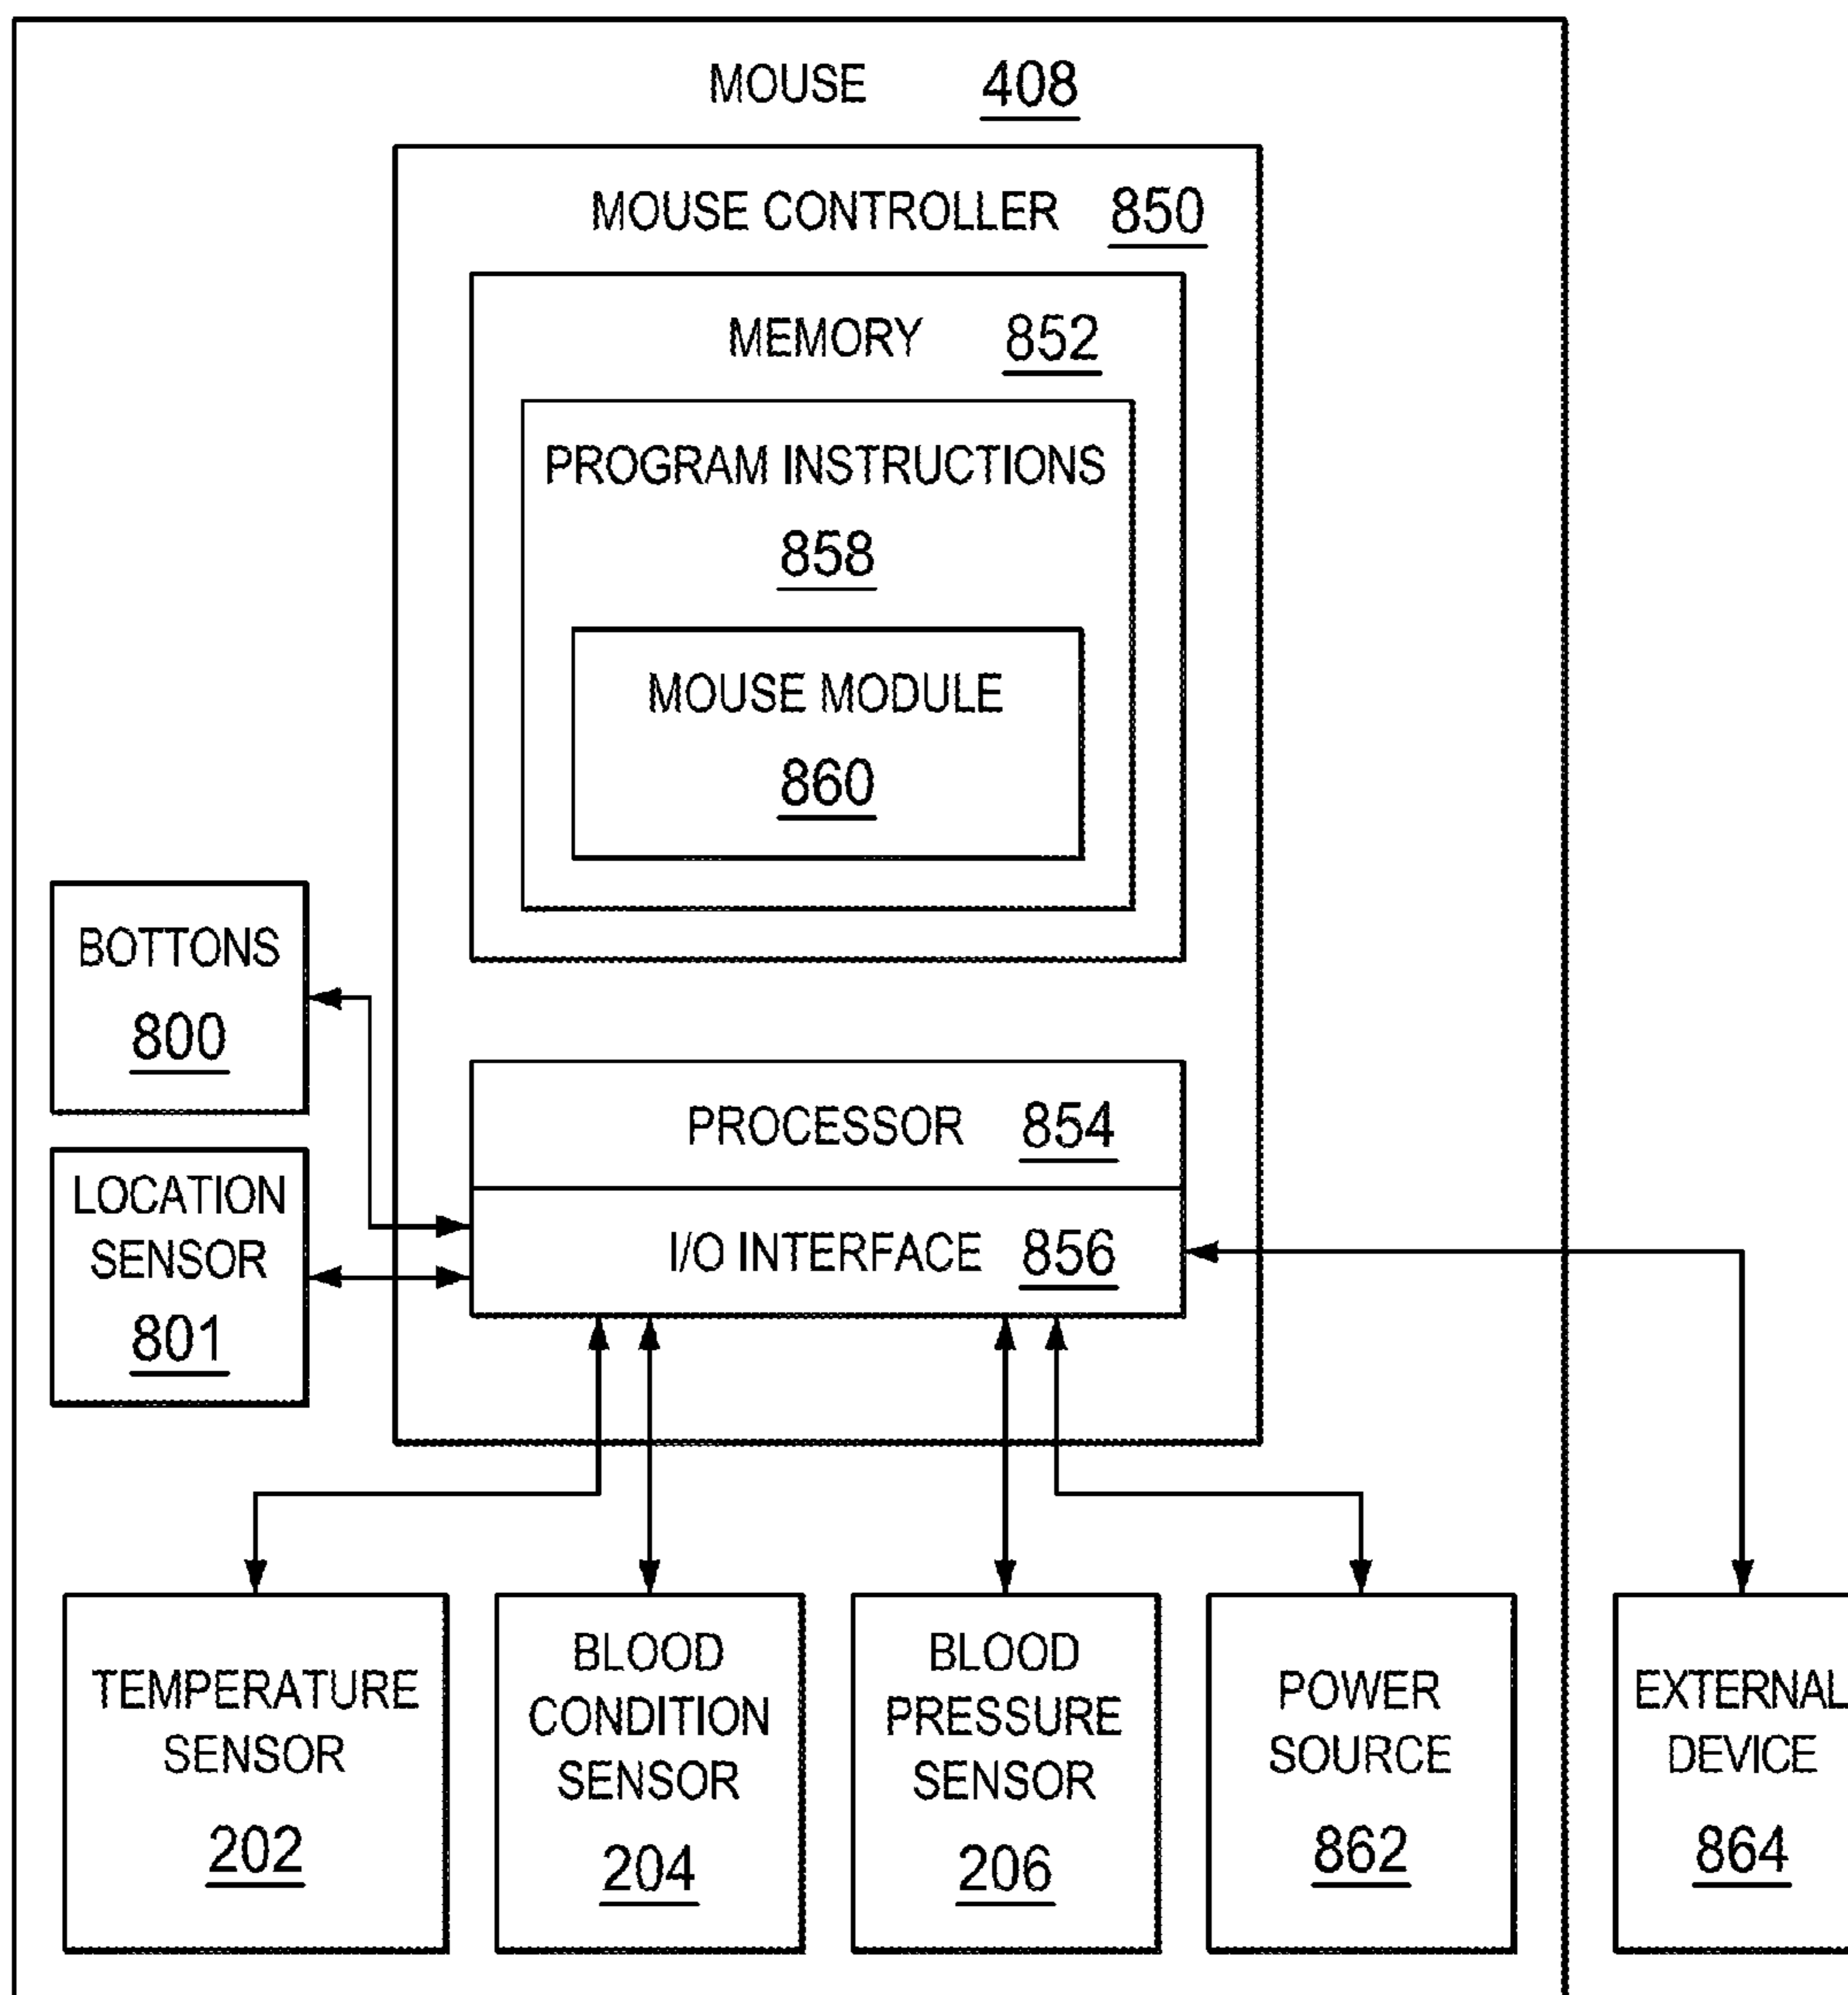 MOUSE 408
MOUSE CONTROLLER 850
MEMORY 852
PROGRAM INSTRUCTIONS
858
MOUSE MODULE
860
BOTTONS
800
PROCESSOR 854
LOCATION
SENSOR
801
I/O INTERFACE 856
TEMPERATURE
SENSOR
202
BLOOD
CONDITION
SENSOR
204
BLOOD
PRESSURE
SENSOR
206
POWER
SOURCE
862
EXTERNAL
DEVICE
864